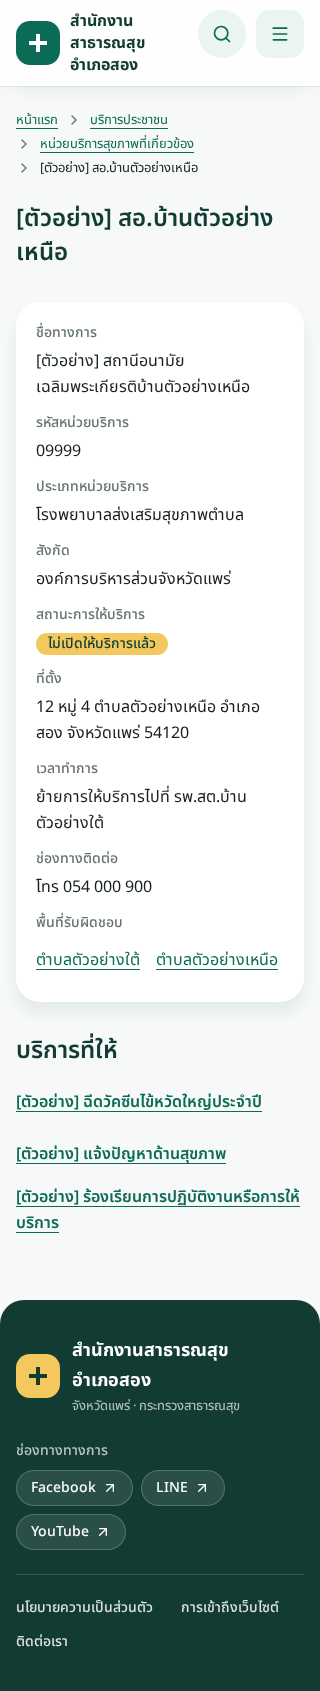 สำนักงาน
สาธารณสุข
อำเภอสอง
หน้าแรก > บริการประชาชน
> หน่วยบริการสุขภาพที่เกี่ยวข้อง
> [ตัวอย่าง] สอ.บ้านตัวอย่างเหนือ
[ตัวอย่าง] สอ.บ้านตัวอย่าง
เหนือ
ชื่อทางการ
[ตัวอย่าง] สถานีอนามัย
เฉลิมพระเกียรติบ้านตัวอย่างเหนือ
รหัสหน่วยบริการ
09999
ประเภทหน่วยบริการ
โรงพยาบาลส่งเสริมสุขภาพตำบล
สังกัด
องค์การบริหารส่วนจังหวัดแพร่
สถานะการให้บริการ
ไม่เปิดให้บริการแล้ว
ที่ตั้ง
12 หมู่ 4 ตำบลตัวอย่างเหนือ อำเภอ
สอง จังหวัดแพร่ 54120
เวลาทำการ
ย้ายการให้บริการไปที่ รพ.สต.บ้าน
ตัวอย่างใต้
ช่องทางติดต่อ
โทร 054 000 900
พื้นที่รับผิดชอบ
ตำบลตัวอย่างใต้ ตำบลตัวอย่างเหนือ
บริการที่ให้
[ตัวอย่าง] ฉีดวัคซีนไข้หวัดใหญ่ประจำปี
[ตัวอย่าง] แจ้งปัญหาด้านสุขภาพ
[ตัวอย่าง] ร้องเรียนการปฏิบัติงานหรือการให้
บริการ
สำนักงานสาธารณสุข
อำเภอสอง
จังหวัดแพร่ · กระทรวงสาธารณสุข
ช่องทางทางการ
Facebook LINE
YouTube
นโยบายความเป็นส่วนตัว การเข้าถึงเว็บไซต์
ติดต่อเรา